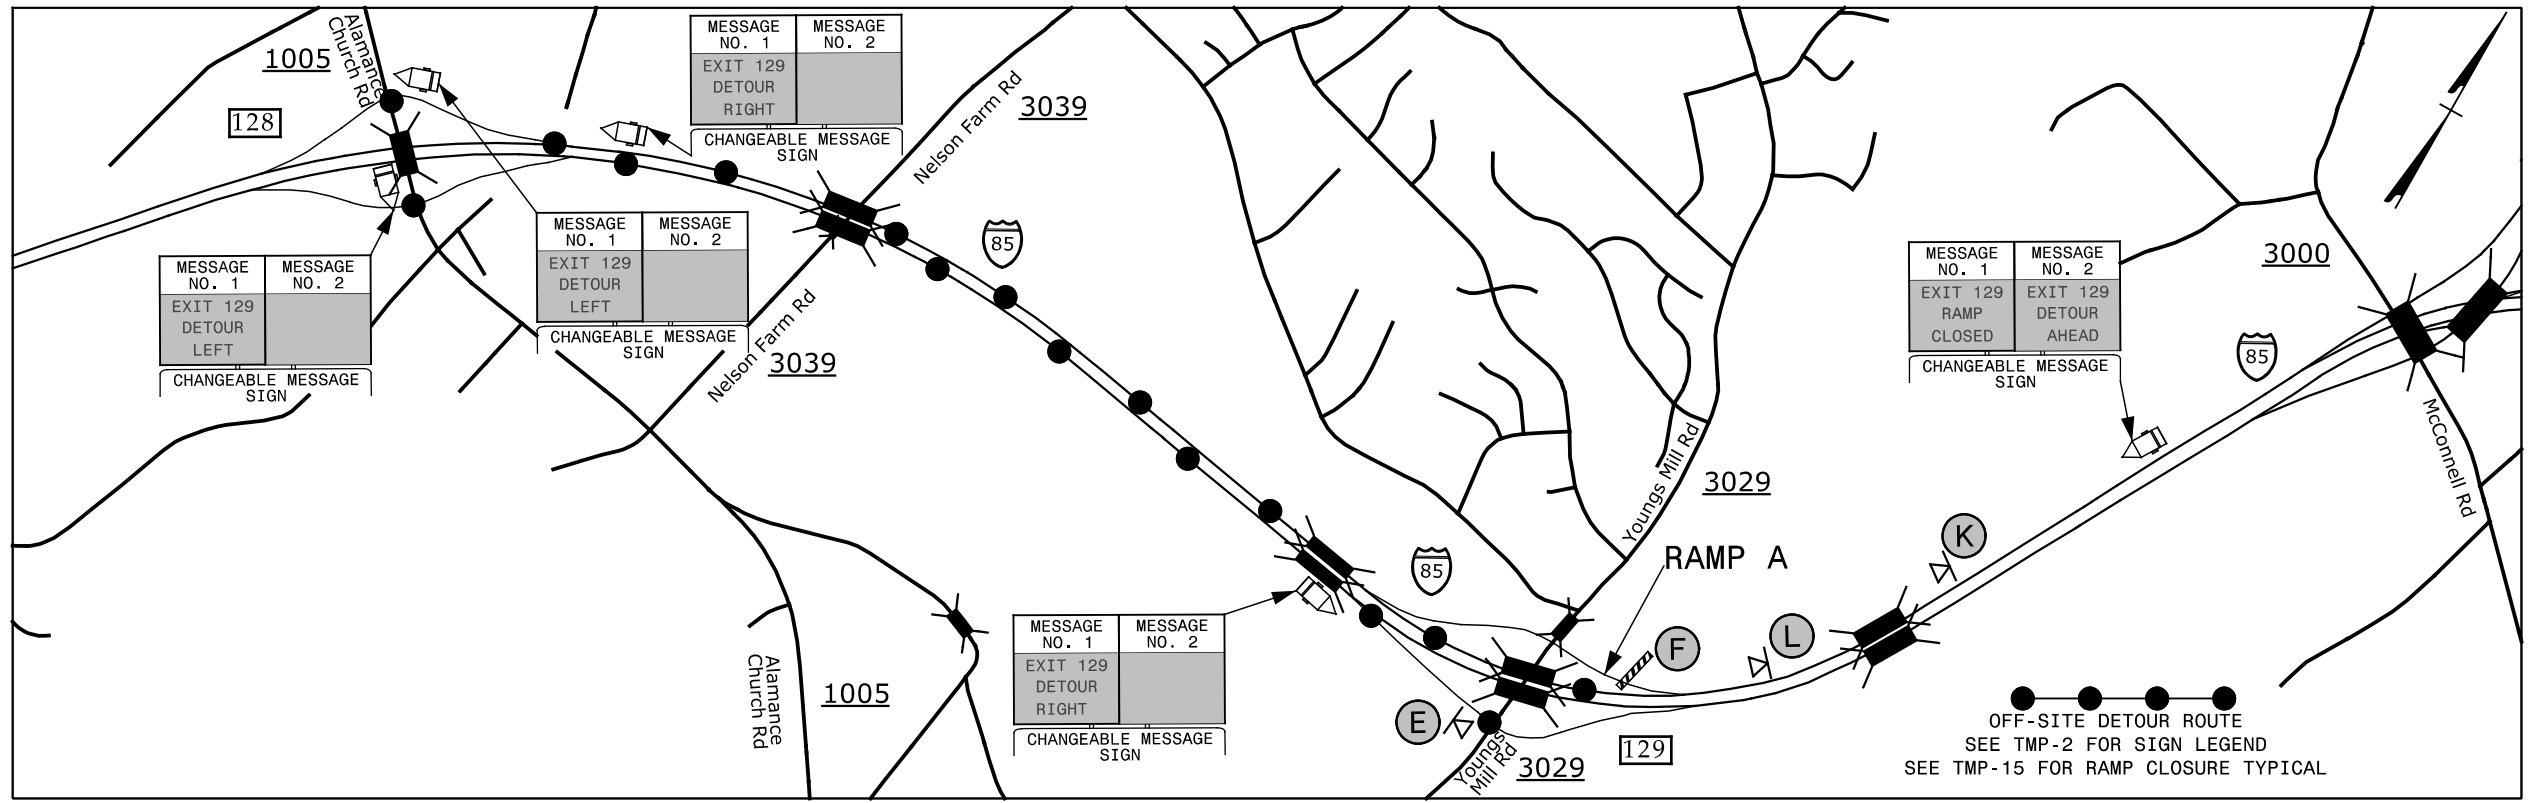 Alamance
Church Rd
1005
128
MESSAGE
NO. 1
MESSAGE
NO. 2
EXIT 129
DETOUR
RIGHT
CHANGEABLE MESSAGE
SIGN
Nelson Farm Rd
3039
85
MESSAGE
NO. 1
MESSAGE
NO. 2
EXIT 129
DETOUR
LEFT
CHANGEABLE MESSAGE
SIGN
MESSAGE
NO. 1
MESSAGE
NO. 2
EXIT 129
DETOUR
LEFT
CHANGEABLE MESSAGE
SIGN
Nelson Farm Rd
3039
MESSAGE
NO. 1
MESSAGE
NO. 2
EXIT 129
RAMP
CLOSED
EXIT 129
DETOUR
AHEAD
CHANGEABLE MESSAGE
SIGN
3000
85
McConnell Rd
Youngs Mill Rd
3029
RAMP A
85
K
L
F
E
MESSAGE
NO. 1
MESSAGE
NO. 2
EXIT 129
DETOUR
RIGHT
CHANGEABLE MESSAGE
SIGN
Alamance
Church Rd
1005
Youngs
Mill Rd
3029
129
OFF-SITE DETOUR ROUTE
SEE TMP-2 FOR SIGN LEGEND
SEE TMP-15 FOR RAMP CLOSURE TYPICAL